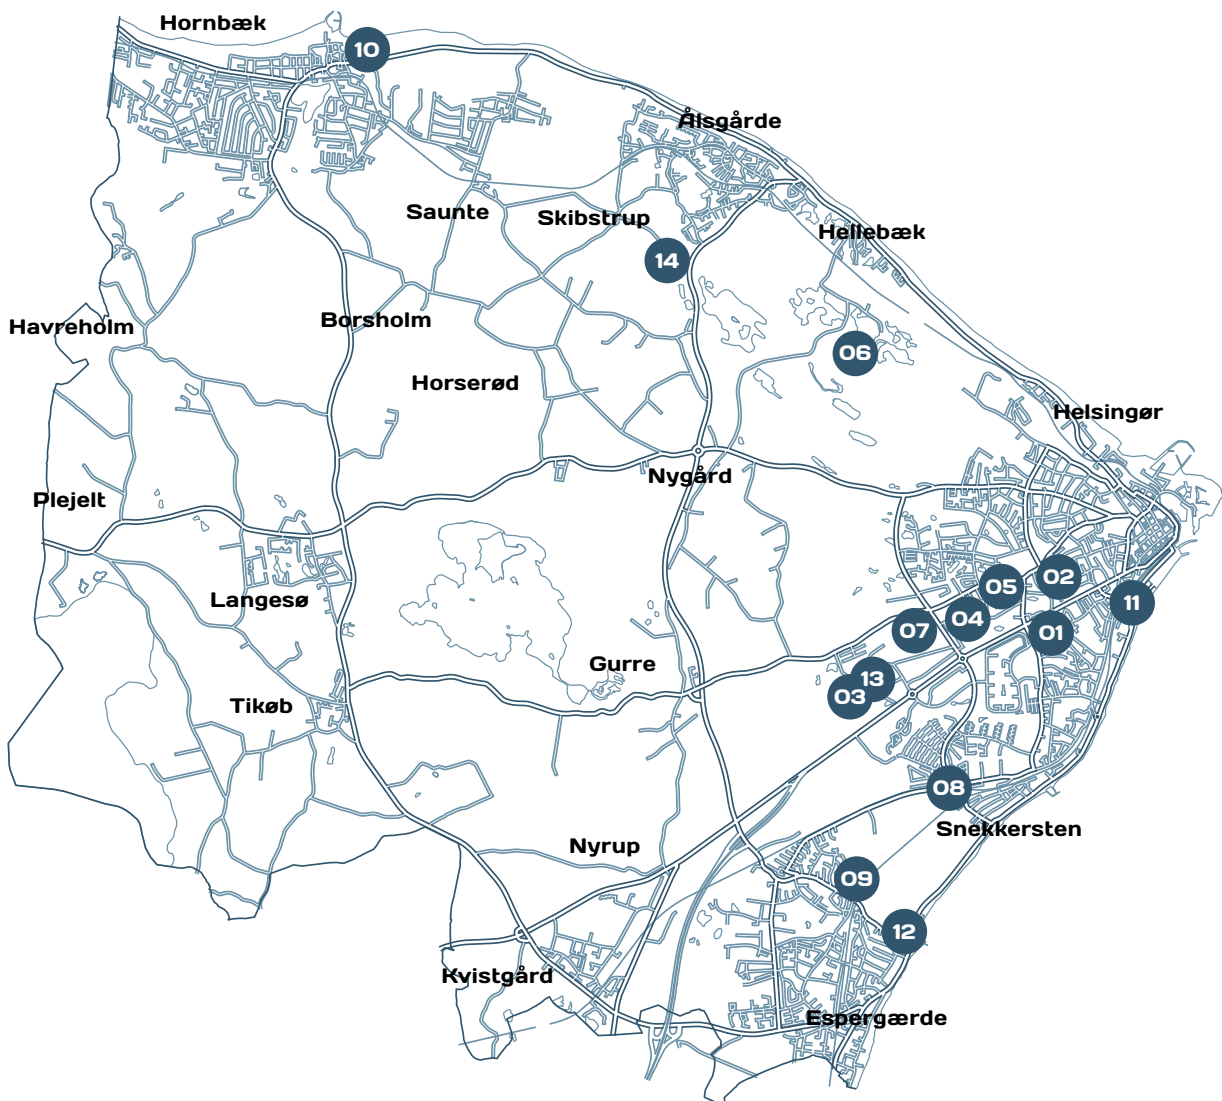 Hornbæk
10
Ålsgårde
Saunte
Skibstrup
Hellebæk
14
Havreholm
Borsholm
06
Horserød
Helsingør
Nygård
Plejelt
02
05
Langesø
11
04
07
01
Gurre
13
03
Tikøb
08
Snekkersten
Nyrup
09
12
Kvistgård
Espergærde